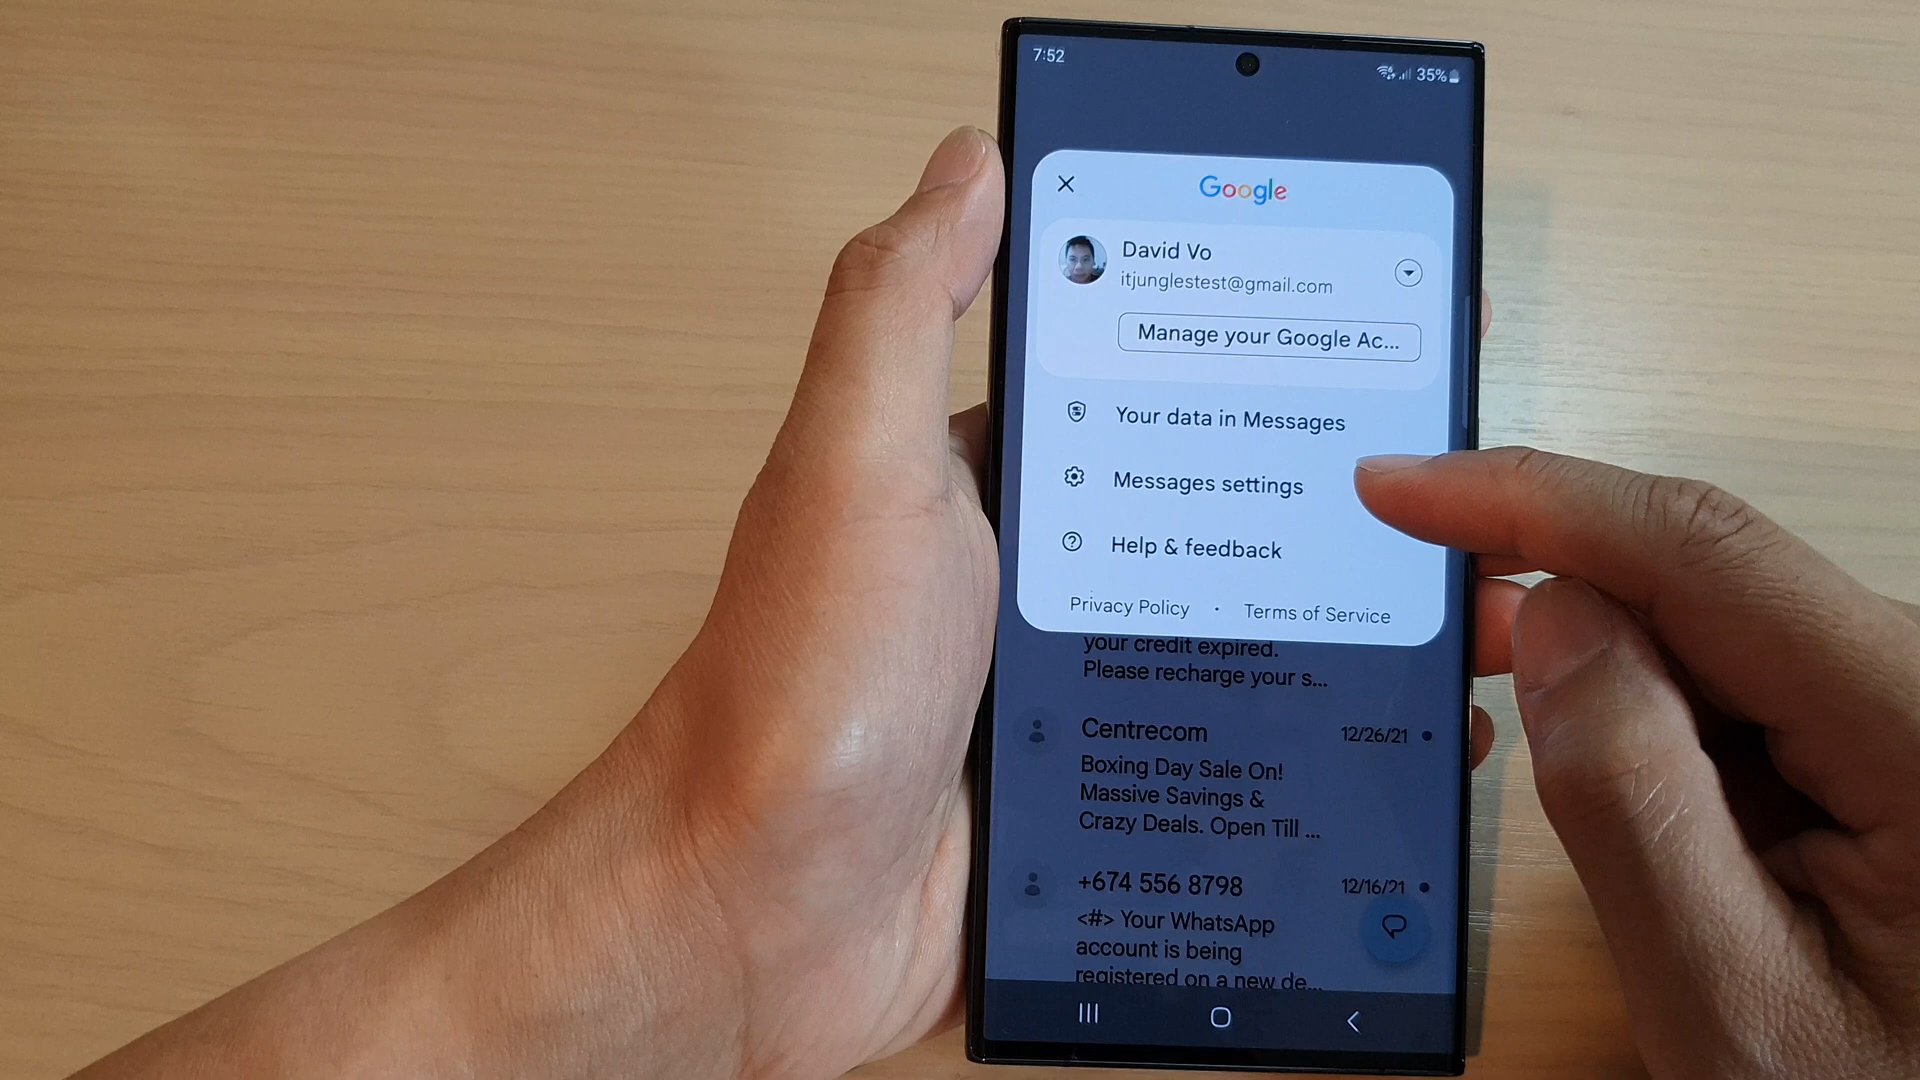 7:52
35%
Google
David Vo
itjunglestest@gmail.com
Manage your Google Ac...
Your data in Messages
Messages settings
Help & feedback
Privacy Policy · Terms of Service
your credit expired.
Please recharge your s...
Centrecom 12/26/21
Boxing Day Sale On!
Massive Savings &
Crazy Deals. Open Till ...
+674 556 8798 12/16/21
<#> Your WhatsApp
account is being
registered on a new de...